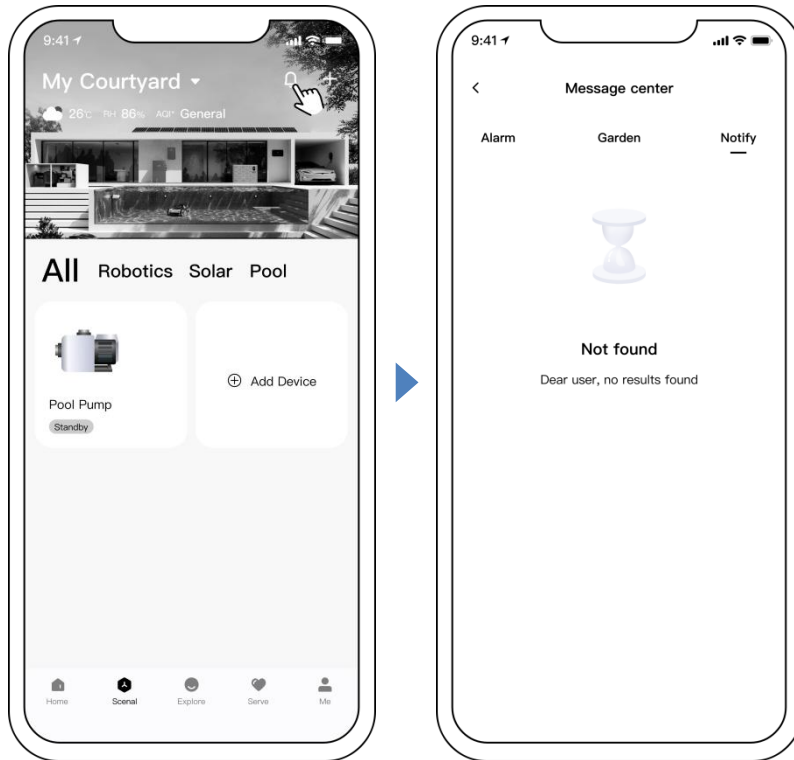 9:41
My Courtyard
26℃ RH 86% AQI* General
All Robotics Solar Pool
Pool Pump
Standby
Add Device
Home Scenal Explore Serve Me
9:41
Message center
Alarm Garden Notify
Not found
Dear user, no results found